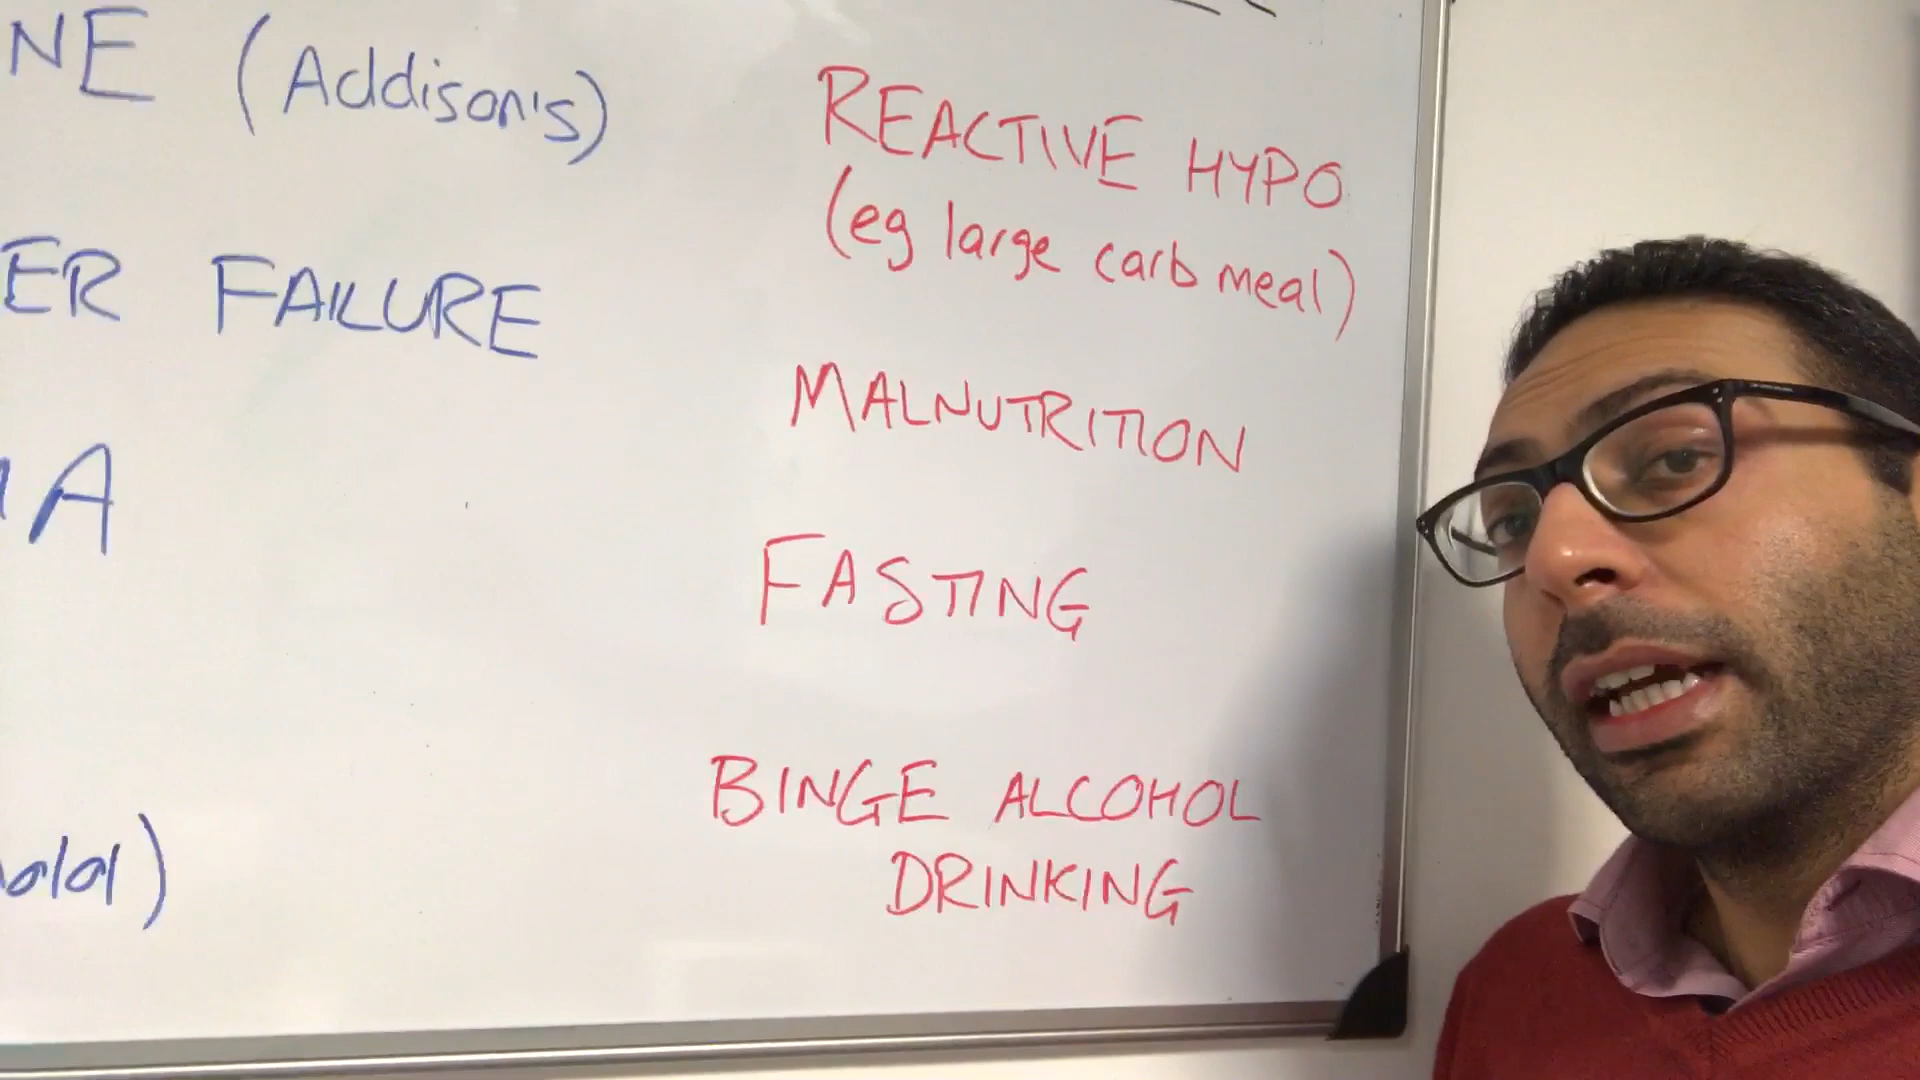 NE (Addison's)
ER FAILURE
A
REACTIVE HYPO
(eg large carb meal)
MALNUTRITION
FASTING
BINGE ALCOHOL
DRINKING